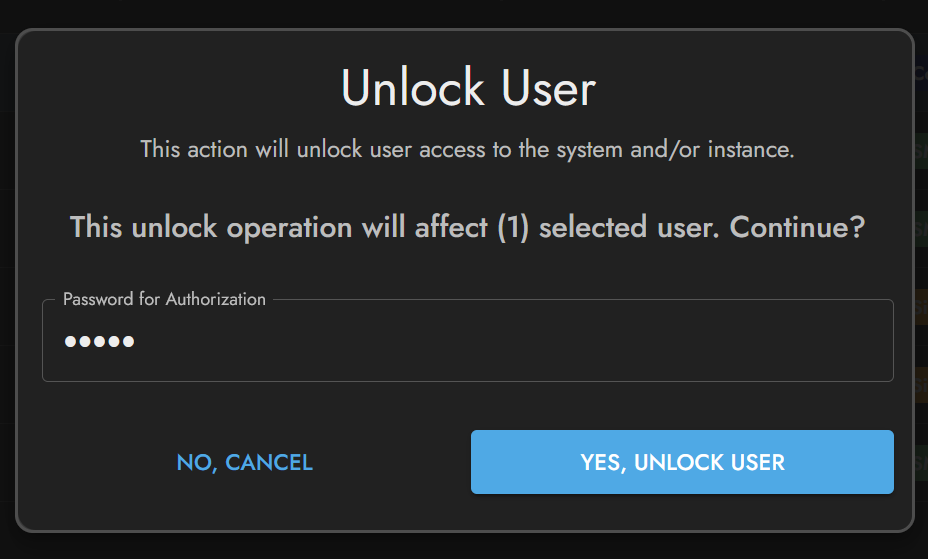 Unlock User
This action will unlock user access to the system and/or instance.
This unlock operation will affect (1) selected user. Continue?
Password for Authorization
●●●●●
NO, CANCEL
YES, UNLOCK USER